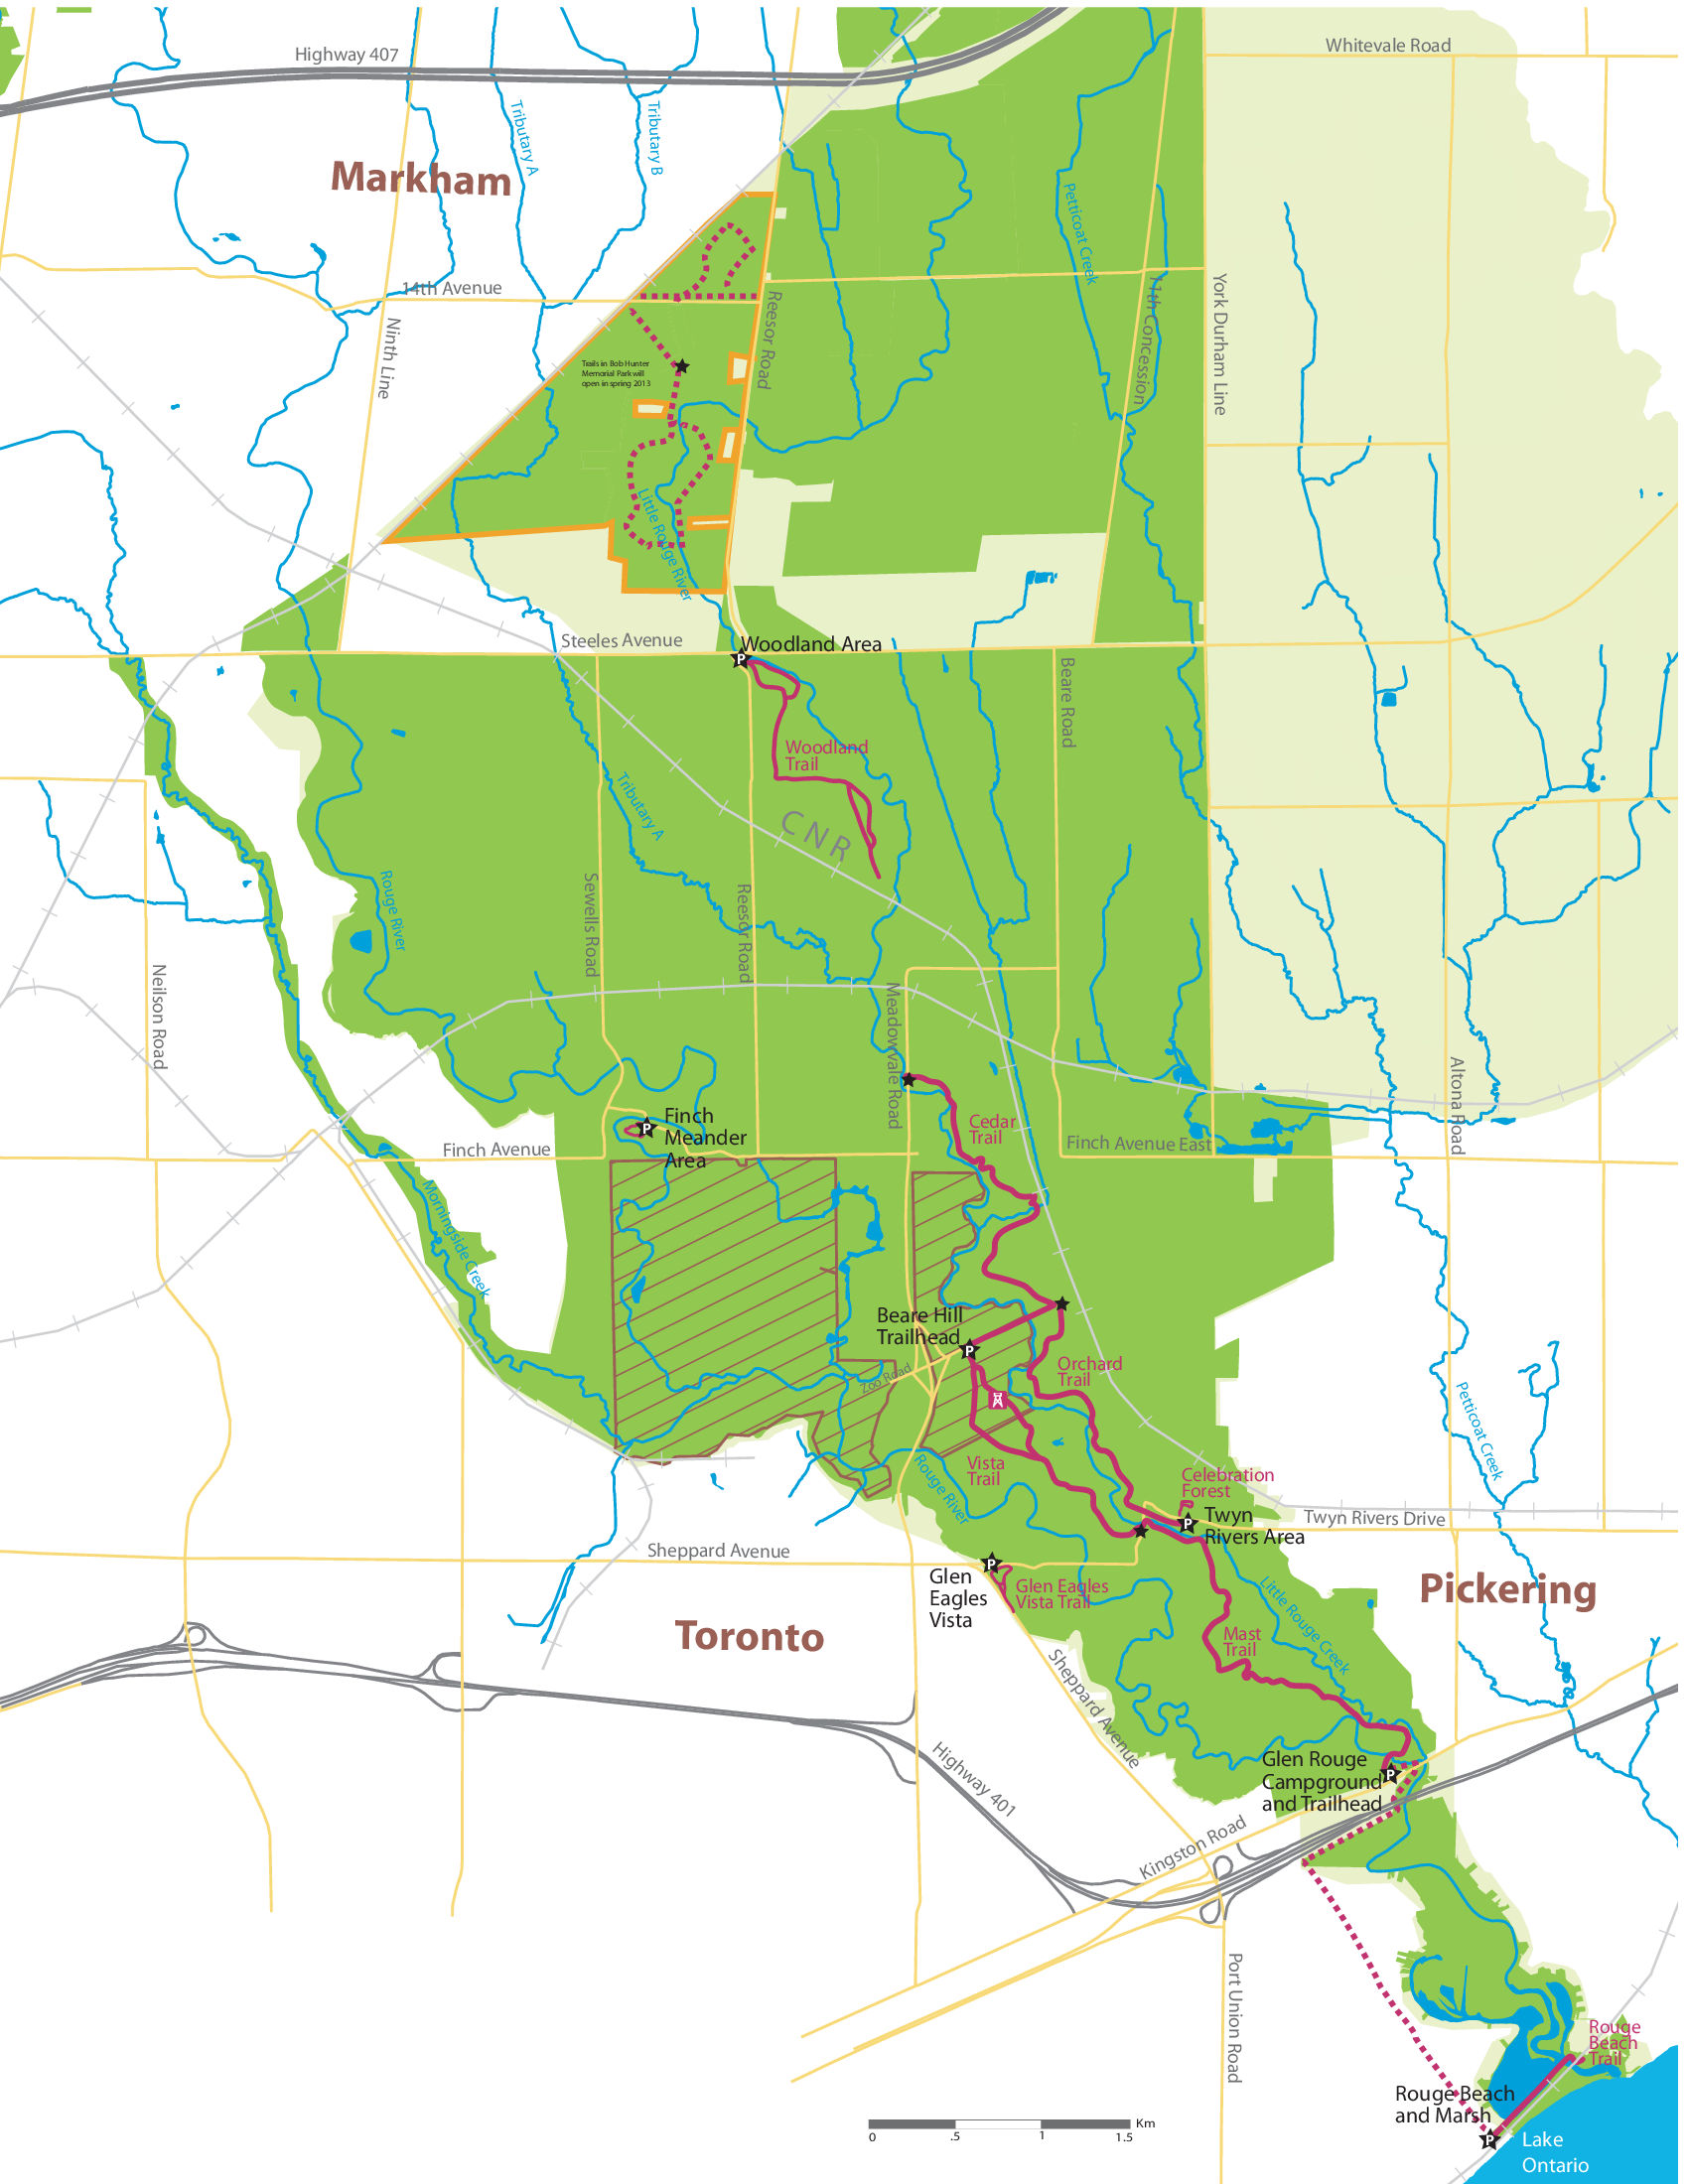 Highway 407
Whitevale Road
Tributary A
Tributary B
Markham
Petticoat Creek
14th Avenue
Ninth Line
Reesor Road
11th Concession
York Durham Line
Trails in Bob Hunter
Memorial Park will
open in spring 2013
Little Rouge River
Steeles Avenue
Woodland Area
Beare Road
Woodland
Trail
Tributary A
CNR
Rouge River
Sewells Road
Reesor Road
Neilson Road
Meadowvale Road
Altona Road
Finch
Meander
Area
Cedar
Trail
Finch Avenue
Finch Avenue East
Morningside Creek
Beare Hill
Trailhead
Zoo Road
Orchard
Trail
Petticoat Creek
Vista
Trail
Rouge River
Celebration
Forest
Twyn
Rivers Area
Twyn Rivers Drive
Sheppard Avenue
Glen
Eagles
Vista
Glen Eagles
Vista Trail
Little Rouge Creek
Pickering
Toronto
Mast
Trail
Sheppard Avenue
Highway 401
Glen Rouge
Campground
and Trailhead
Kingston Road
Port Union Road
Rouge
Beach
Trail
Rouge Beach
and Marsh
Lake
Ontario
Km
0 .5 1 1.5
P
P
P
P
P
P
P